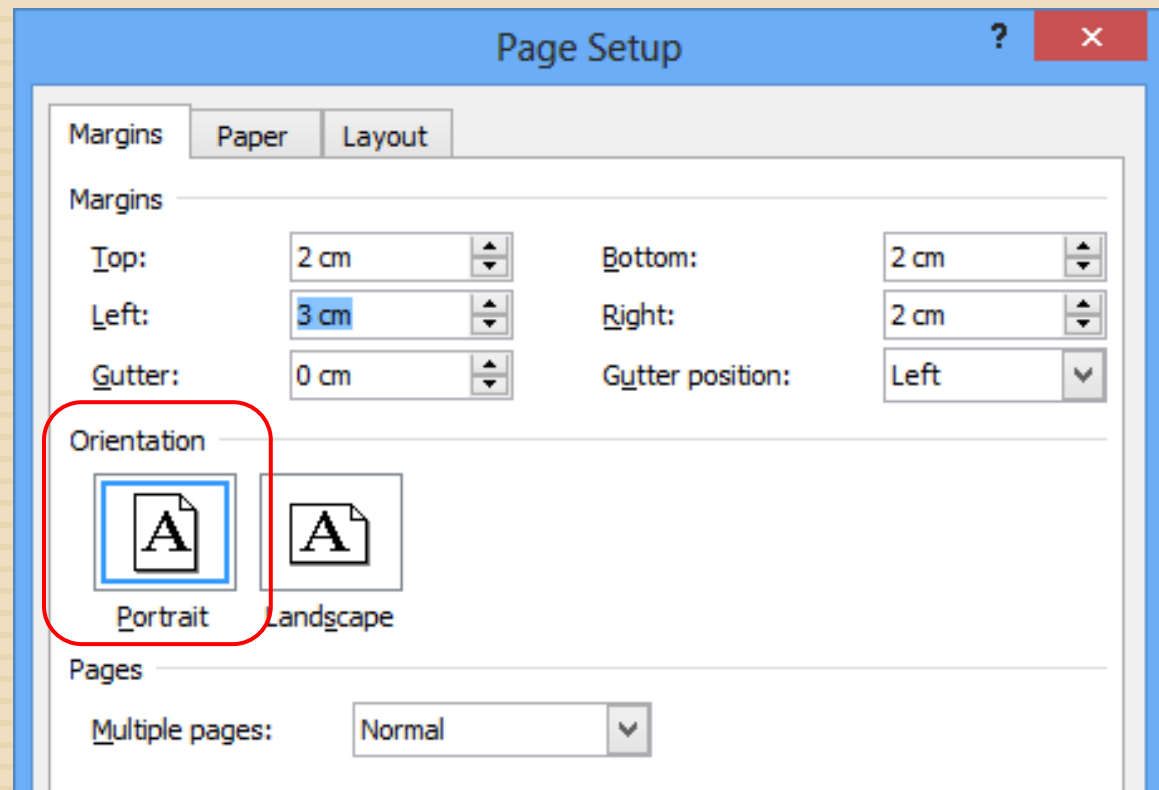 Page Setup ?
Margins Paper Layout
Margins
Top: 2 cm Bottom: 2 cm
Left: 3 cm Right: 2 cm
Gutter: 0 cm Gutter position: Left
Orientation
A A
Portrait Landscape
Pages
Multiple pages: Normal